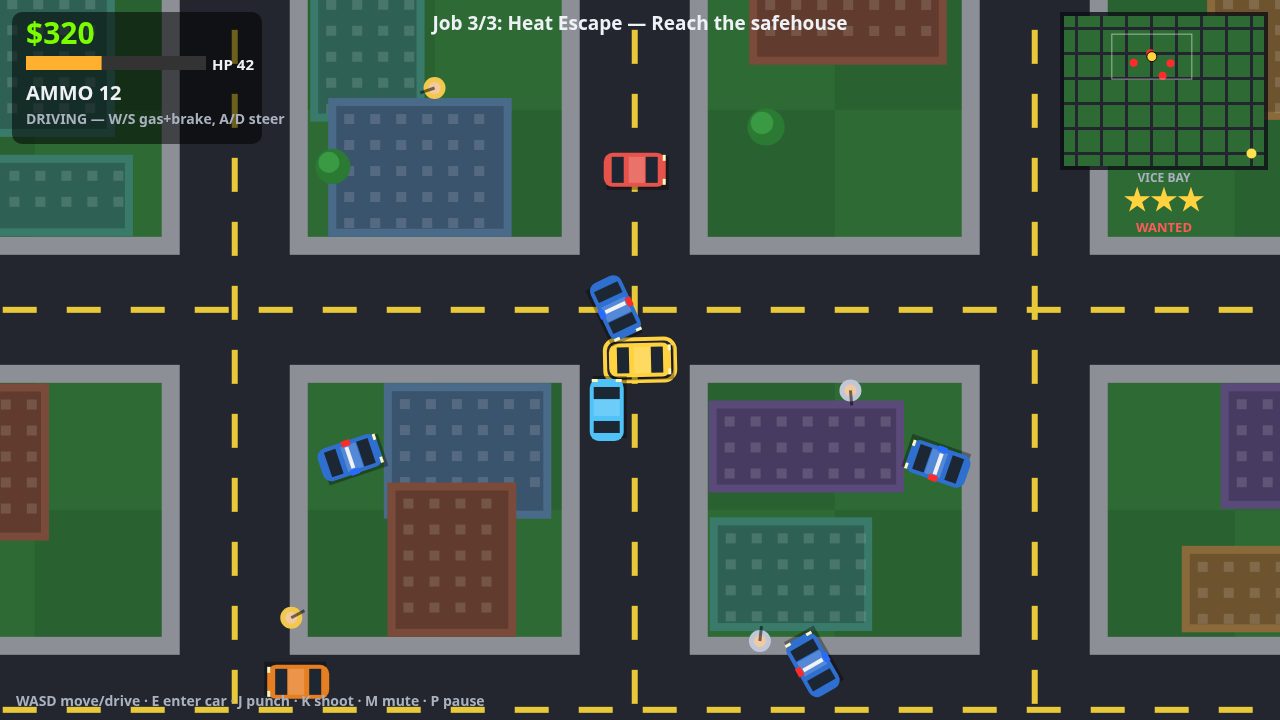 Job 3/3: Heat Escape — Reach the safehouse
$320
HP 42
AMMO 12
DRIVING — W/S gas+brake, A/D steer
VICE BAY
WANTED
WASD move/drive · E enter car · J punch · K shoot · M mute · P pause